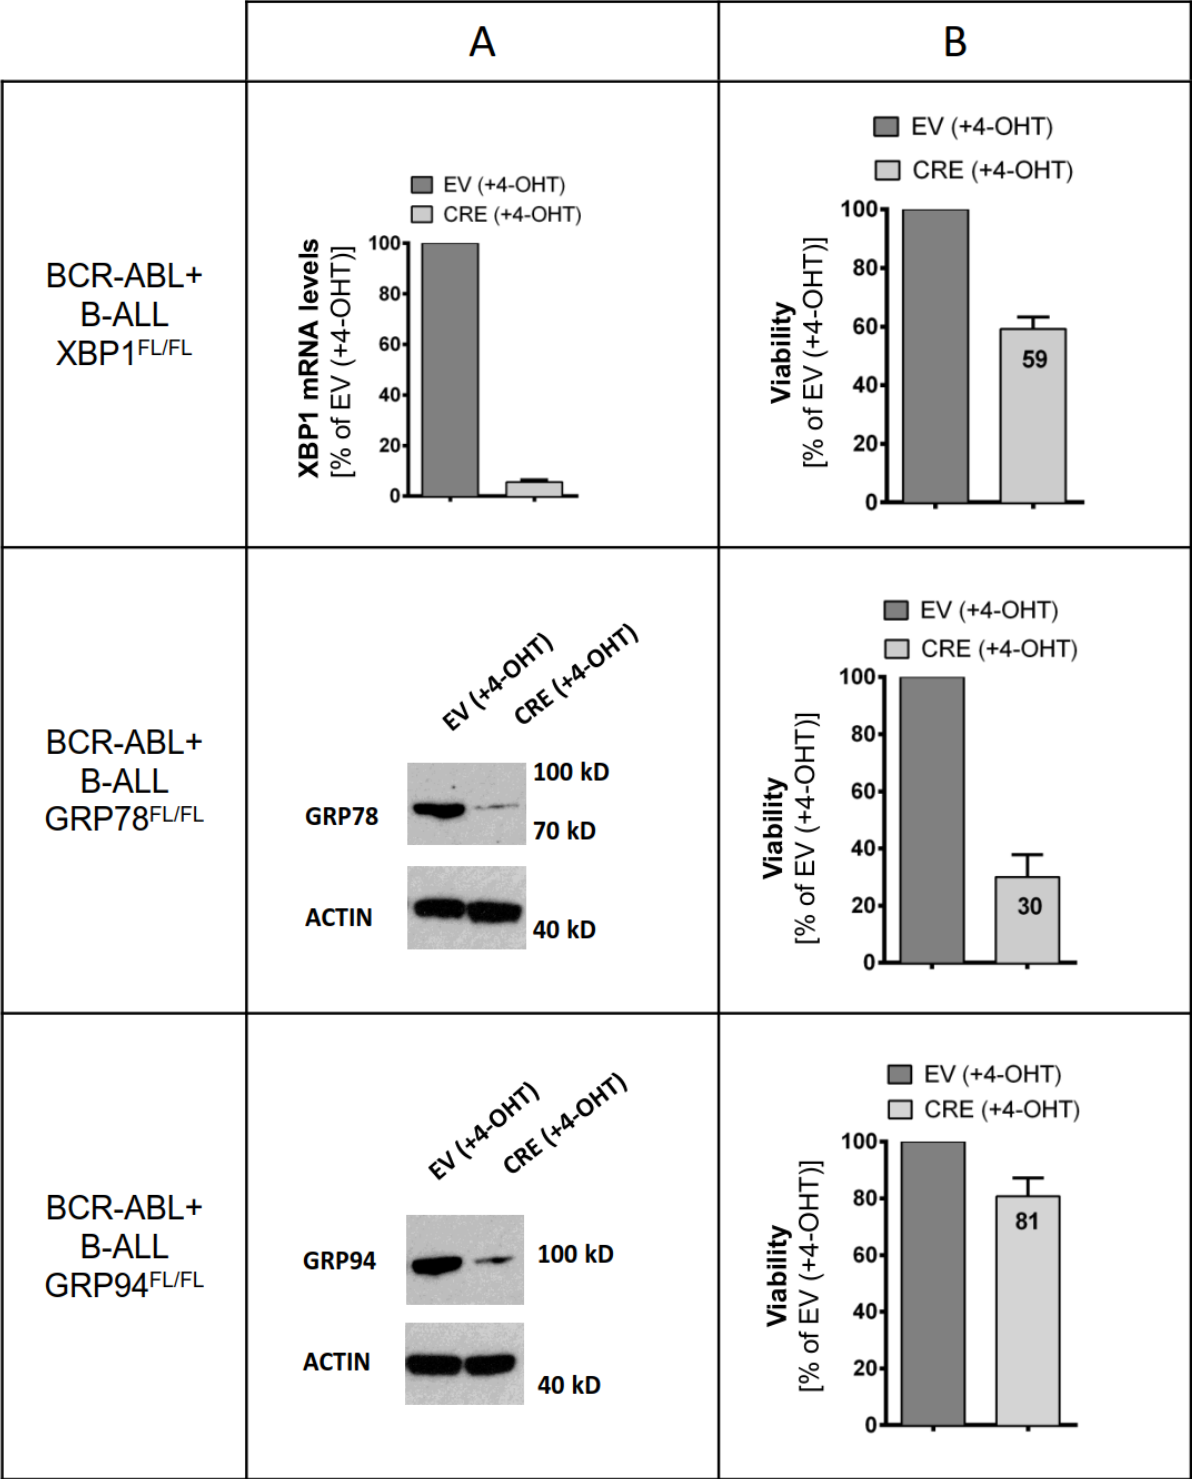 A
B
BCR-ABL+
B-ALL
XBP1FL/FL
EV (+4-OHT)
CRE (+4-OHT)
XBP1 mRNA levels
[% of EV (+4-OHT)]
100
80
60
40
20
0
EV (+4-OHT)
CRE (+4-OHT)
Viability
[% of EV (+4-OHT)]
100
80
60
40
20
0
59
BCR-ABL+
B-ALL
GRP78FL/FL
EV (+4-OHT)
CRE (+4-OHT)
GRP78
100 kD
70 kD
ACTIN
40 kD
EV (+4-OHT)
CRE (+4-OHT)
Viability
[% of EV (+4-OHT)]
100
80
60
40
20
0
30
BCR-ABL+
B-ALL
GRP94FL/FL
EV (+4-OHT)
CRE (+4-OHT)
GRP94
100 kD
ACTIN
40 kD
EV (+4-OHT)
CRE (+4-OHT)
Viability
[% of EV (+4-OHT)]
100
80
60
40
20
0
81